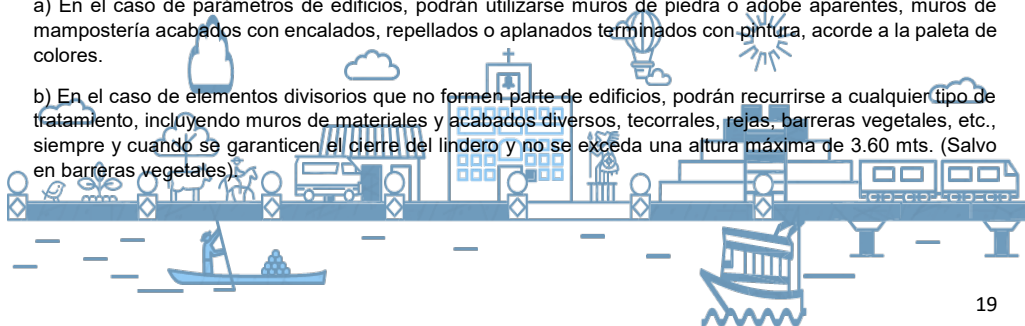 a) En el caso de parámetros de edificios, podrán utilizarse muros de piedra o adobe aparentes, muros de
mampostería acabados con encalados, repellados o aplanados terminados con pintura, acorde a la paleta de
colores.
b) En el caso de elementos divisorios que no formen parte de edificios, podrán recurrirse a cualquier tipo de
tratamiento, incluyendo muros de materiales y acabados diversos, tecorrales, rejas, barreras vegetales, etc.,
siempre y cuando se garanticen el cierre del lindero y no se exceda una altura máxima de 3.60 mts. (Salvo
en barreras vegetales).
19